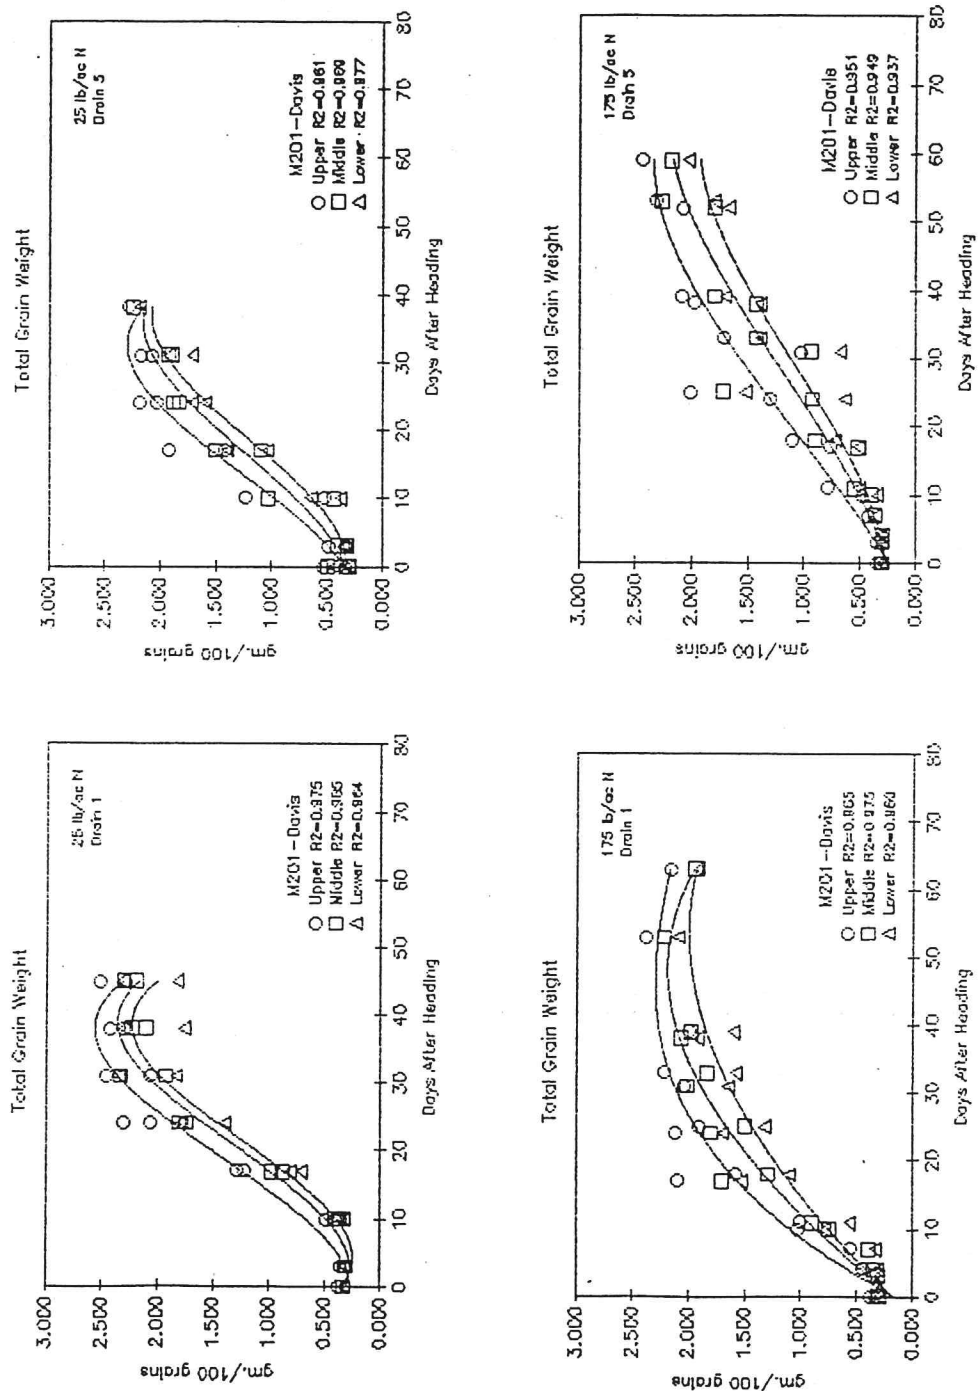 Total Grain Weight
25 lb/ac N
Drain 1
M201-Davis
Upper R2=0.975
Middle R2=0.965
Lower R2=0.964
gm./100 grains
3.000
2.500
2.000
1.500
1.000
0.500
0.000
0 10 20 30 40 50 60 70 80
Days After Heading
Total Grain Weight
25 lb/ac N
Drain 5
M201-Davis
Upper R2=0.961
Middle R2=0.969
Lower R2=0.977
gm./100 grains
3.000
2.500
2.000
1.500
1.000
0.500
0.000
0 10 20 30 40 50 60 70 80
Days After Heading
Total Grain Weight
175 lb/ac N
Drain 1
M201-Davis
Upper R2=0.965
Middle R2=0.975
Lower R2=0.960
gm./100 grains
3.000
2.500
2.000
1.500
1.000
0.500
0.000
0 10 20 30 40 50 60 70 80
Days After Heading
Total Grain Weight
175 lb/ac N
Drain 5
M201-Davis
Upper R2=0.951
Middle R2=0.949
Lower R2=0.937
gm./100 grains
3.000
2.500
2.000
1.500
1.000
0.500
0.000
0 10 20 30 40 50 60 70 80
Days After Heading